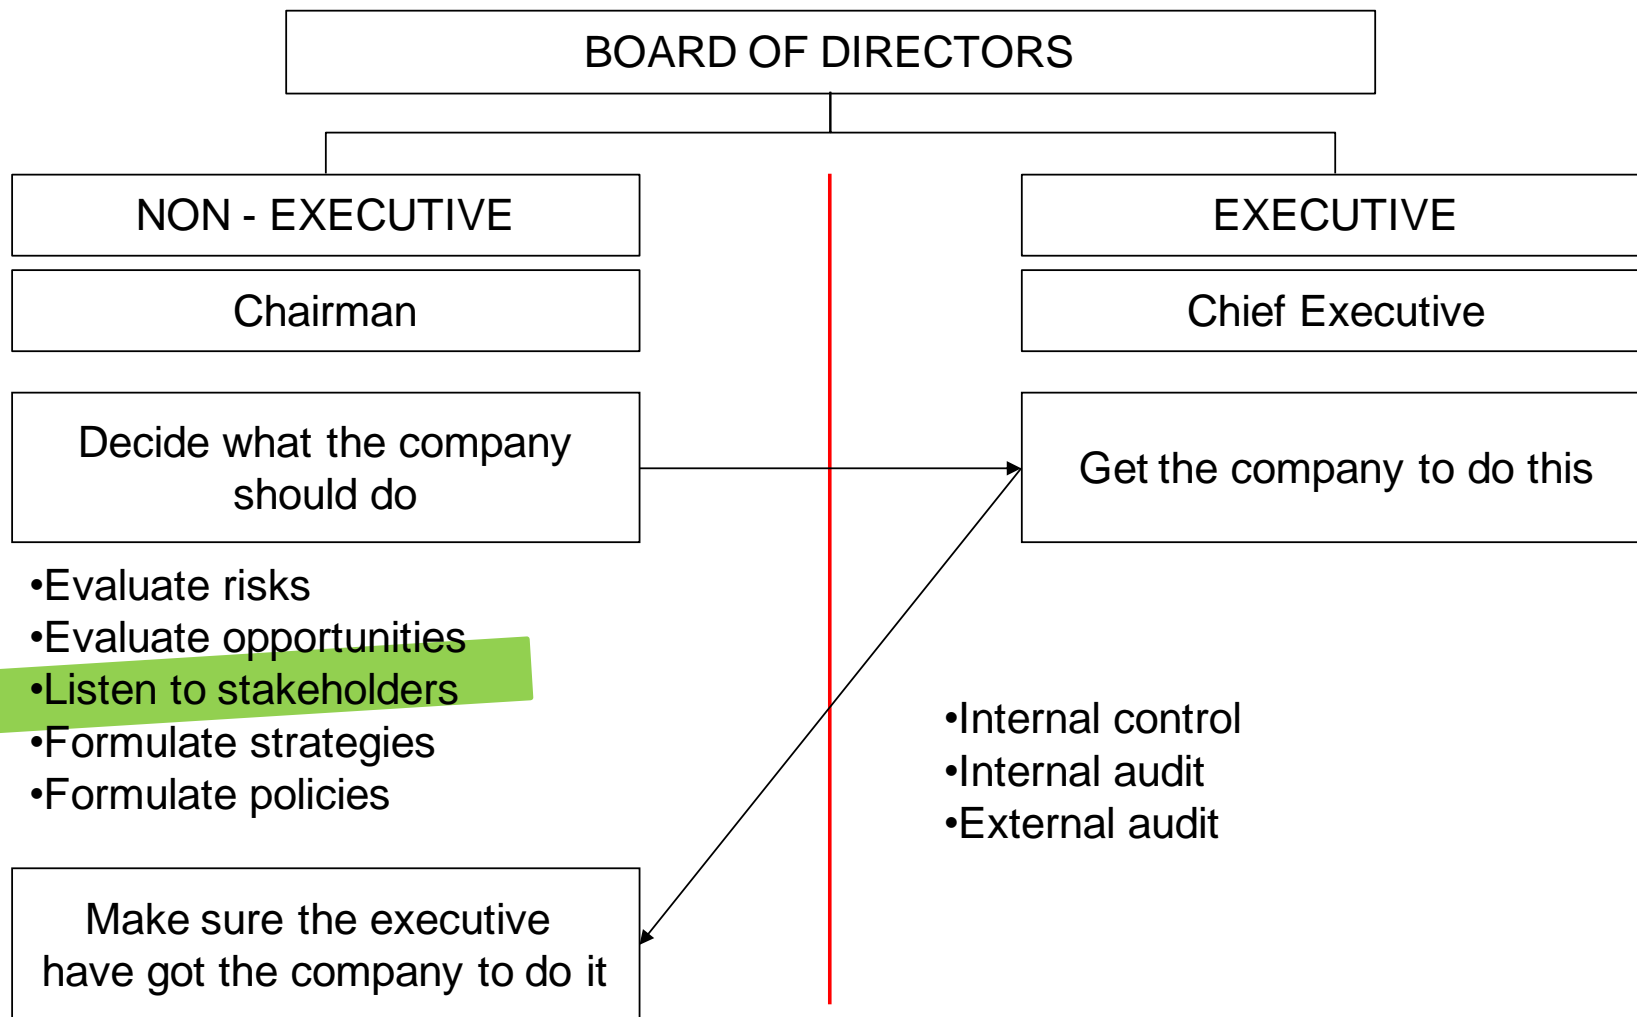 BOARD OF DIRECTORS
NON - EXECUTIVE
EXECUTIVE
Chairman
Chief Executive
Decide what the company
should do
Get the company to do this
•Evaluate risks
•Evaluate opportunities
•Listen to stakeholders
•Formulate strategies
•Formulate policies
•Internal control
•Internal audit
•External audit
Make sure the executive
have got the company to do it